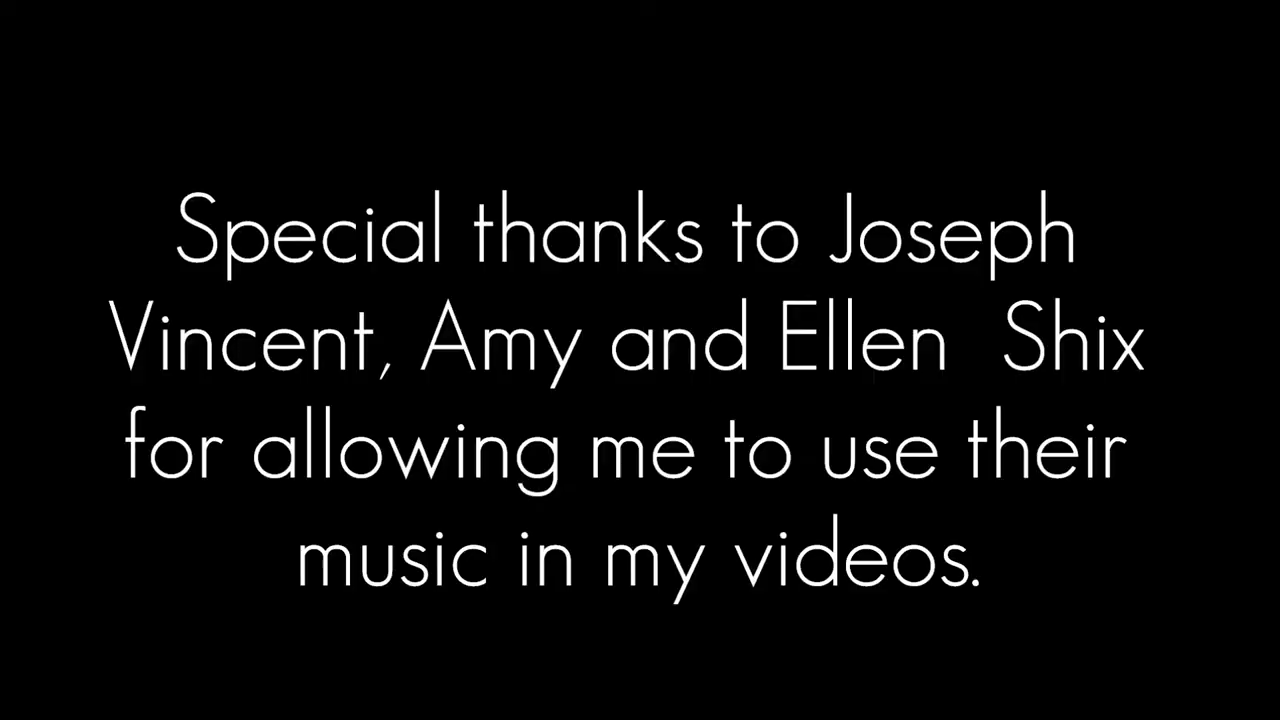 Special thanks to Joseph
Vincent, Amy and Ellen  Shix
for allowing me to use their
music in my videos.